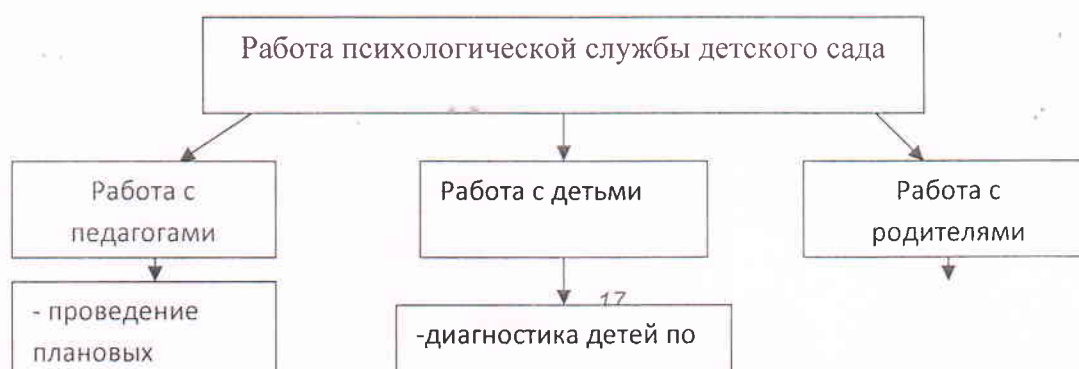 Работа психологической службы детского сада
Работа с
педагогами
Работа с детьми
Работа с
родителями
- проведение
плановых
17
-диагностика детей по